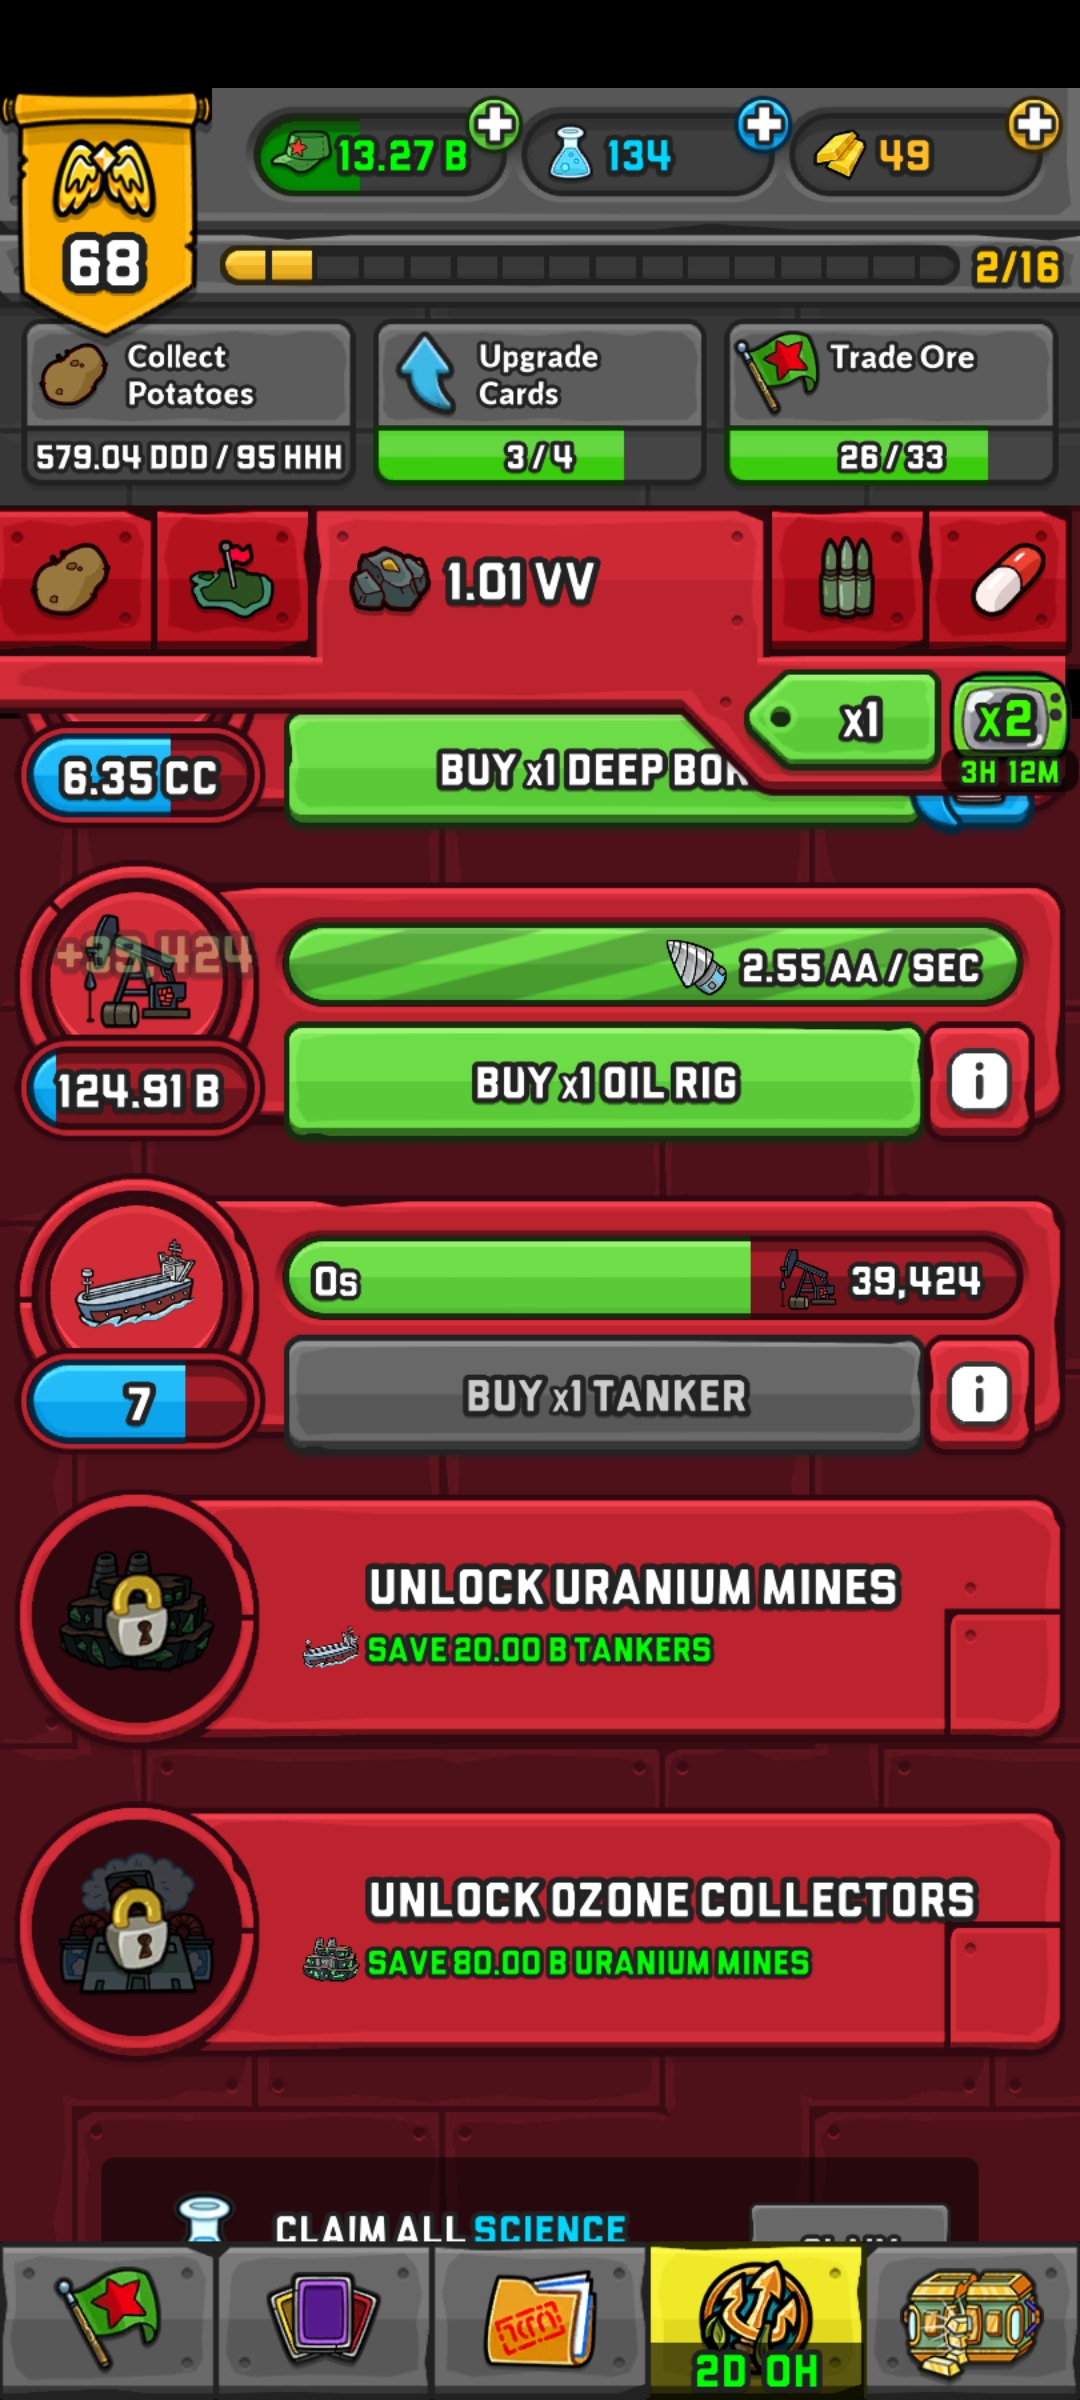 13.27 B
134
49
68
2/16
Collect
Potatoes
Upgrade
Cards
Trade Ore
579.04 DDD / 95 HHH
3/4
26/33
1.01 VV
x1
x2
3H 12M
6.35 CC
BUY x1 DEEP
+39,424
2.55 AA / SEC
124.91 B
BUY x1 OIL RIG
i
0s
39,424
7
BUY x1 TANKER
i
UNLOCK URANIUM MINES
SAVE 20.00 B TANKERS
UNLOCK OZONE COLLECTORS
SAVE 80.00 B URANIUM MINES
CLAIM ALL SCIENCE
2D 0H